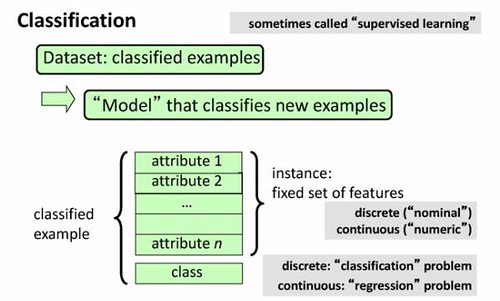 Classification
sometimes called “supervised learning”
Dataset: classified examples
“Model” that classifies new examples
classified
example
attribute 1
attribute 2
...
attribute n
class
instance:
fixed set of features
discrete (“nominal”)
continuous (“numeric”)
discrete: “classification” problem
continuous: “regression” problem